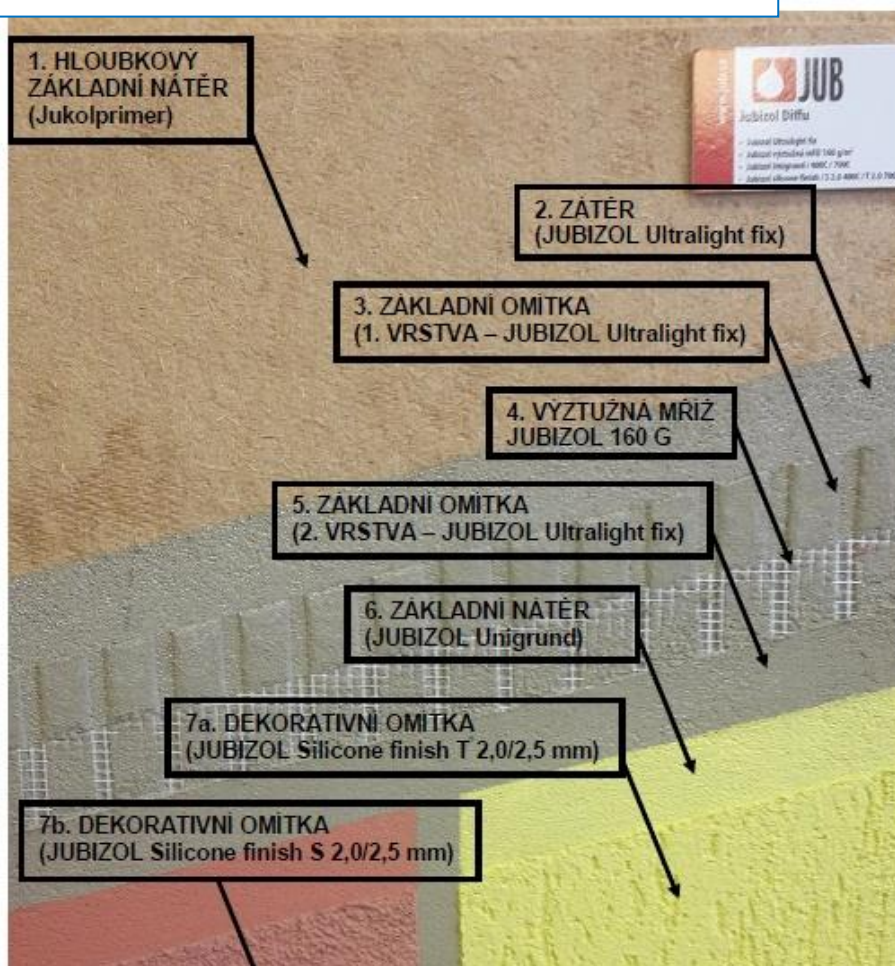 1. HLOUBKOVÝ
ZÁKLADNÍ NÁTĚR
(Jukolprimer)
JUB
Jubizol Diffu
2. ZÁTĚR
(JUBIZOL Ultralight fix)
3. ZÁKLADNÍ OMÍTKA
(1. VRSTVA – JUBIZOL Ultralight fix)
4. VÝZTUŽNÁ MŘÍŽ
JUBIZOL 160 G
5. ZÁKLADNÍ OMÍTKA
(2. VRSTVA – JUBIZOL Ultralight fix)
6. ZÁKLADNÍ NÁTĚR
(JUBIZOL Unigrund)
7a. DEKORATIVNÍ OMÍTKA
(JUBIZOL Silicone finish T 2,0/2,5 mm)
7b. DEKORATIVNÍ OMÍTKA
(JUBIZOL Silicone finish S 2,0/2,5 mm)